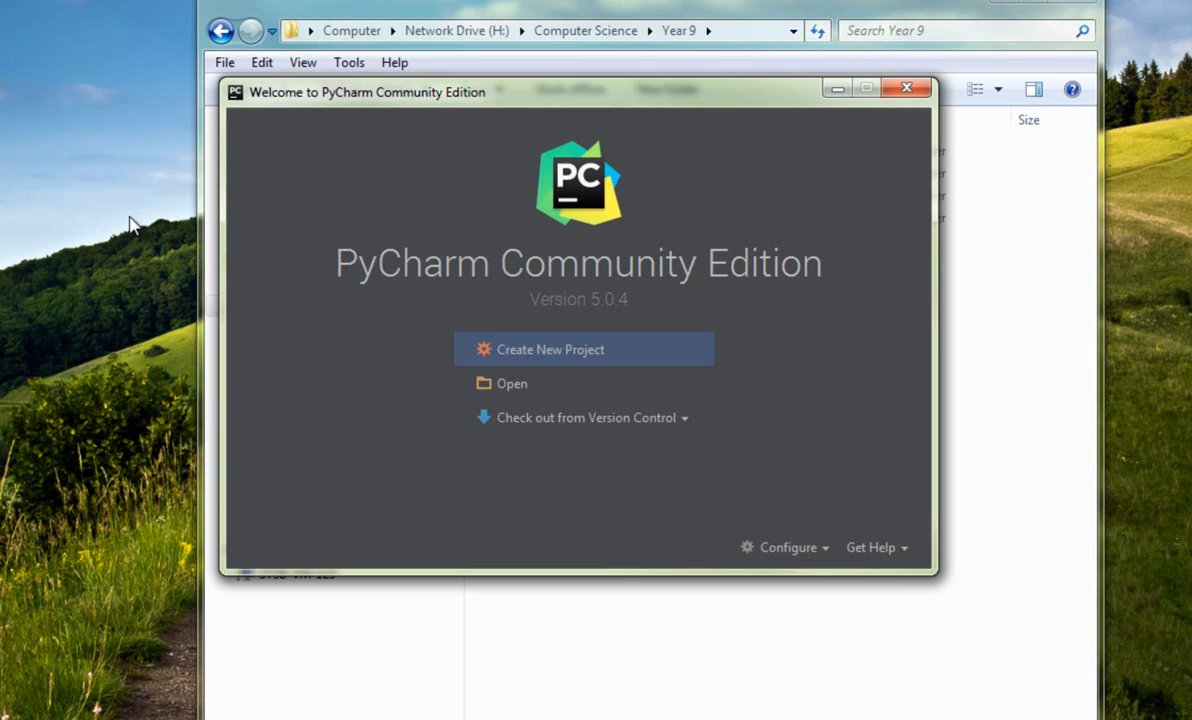 Computer Network Drive (H:) Computer Science Year 9 Search Year 9
File Edit View Tools Help
PC Welcome to PyCharm Community Edition
Size
PC
PyCharm Community Edition
Version 5.0.4
Create New Project
Open
Check out from Version Control
Configure Get Help